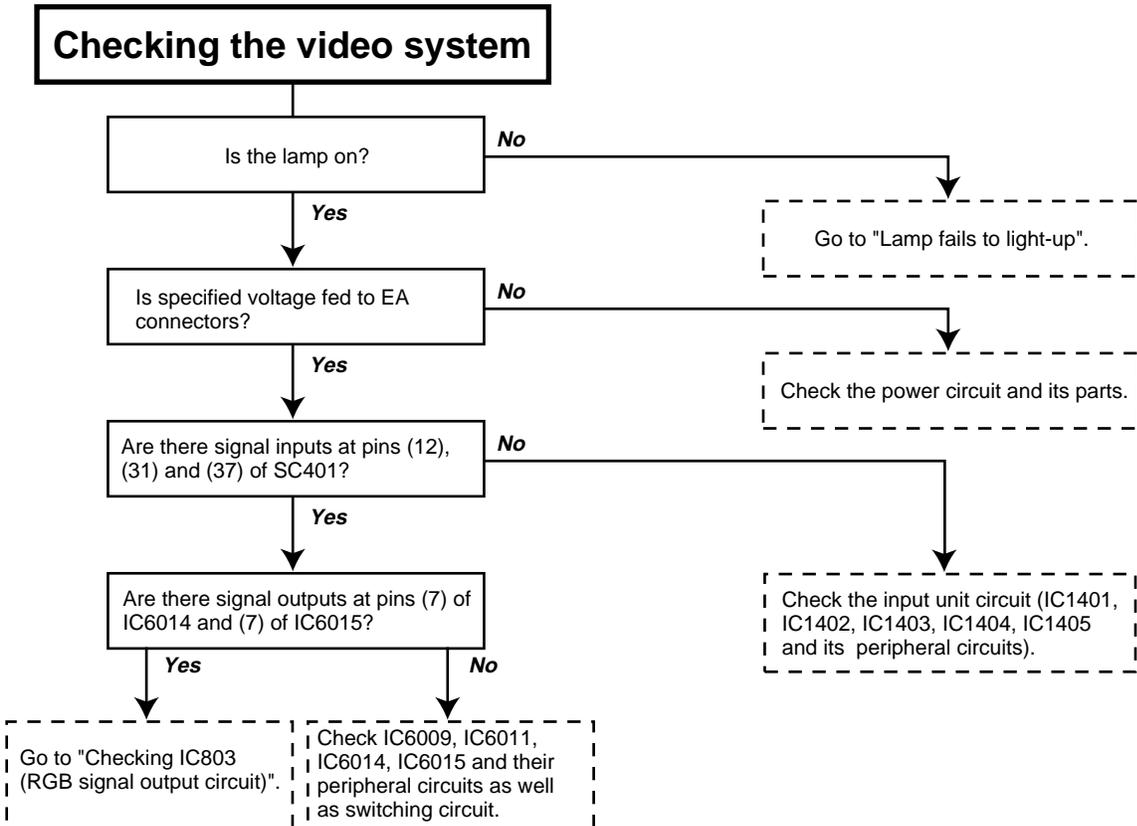 Checking the video system
Is the lamp on?
No
Yes
Go to "Lamp fails to light-up".
Is specified voltage fed to EA
connectors?
No
Yes
Check the power circuit and its parts.
Are there signal inputs at pins (12),
(31) and (37) of SC401?
No
Yes
Check the input unit circuit (IC1401,
IC1402, IC1403, IC1404, IC1405
and its peripheral circuits).
Are there signal outputs at pins (7) of
IC6014 and (7) of IC6015?
Yes
No
Go to "Checking IC803
(RGB signal output circuit)".
Check IC6009, IC6011,
IC6014, IC6015 and their
peripheral circuits as well
as switching circuit.